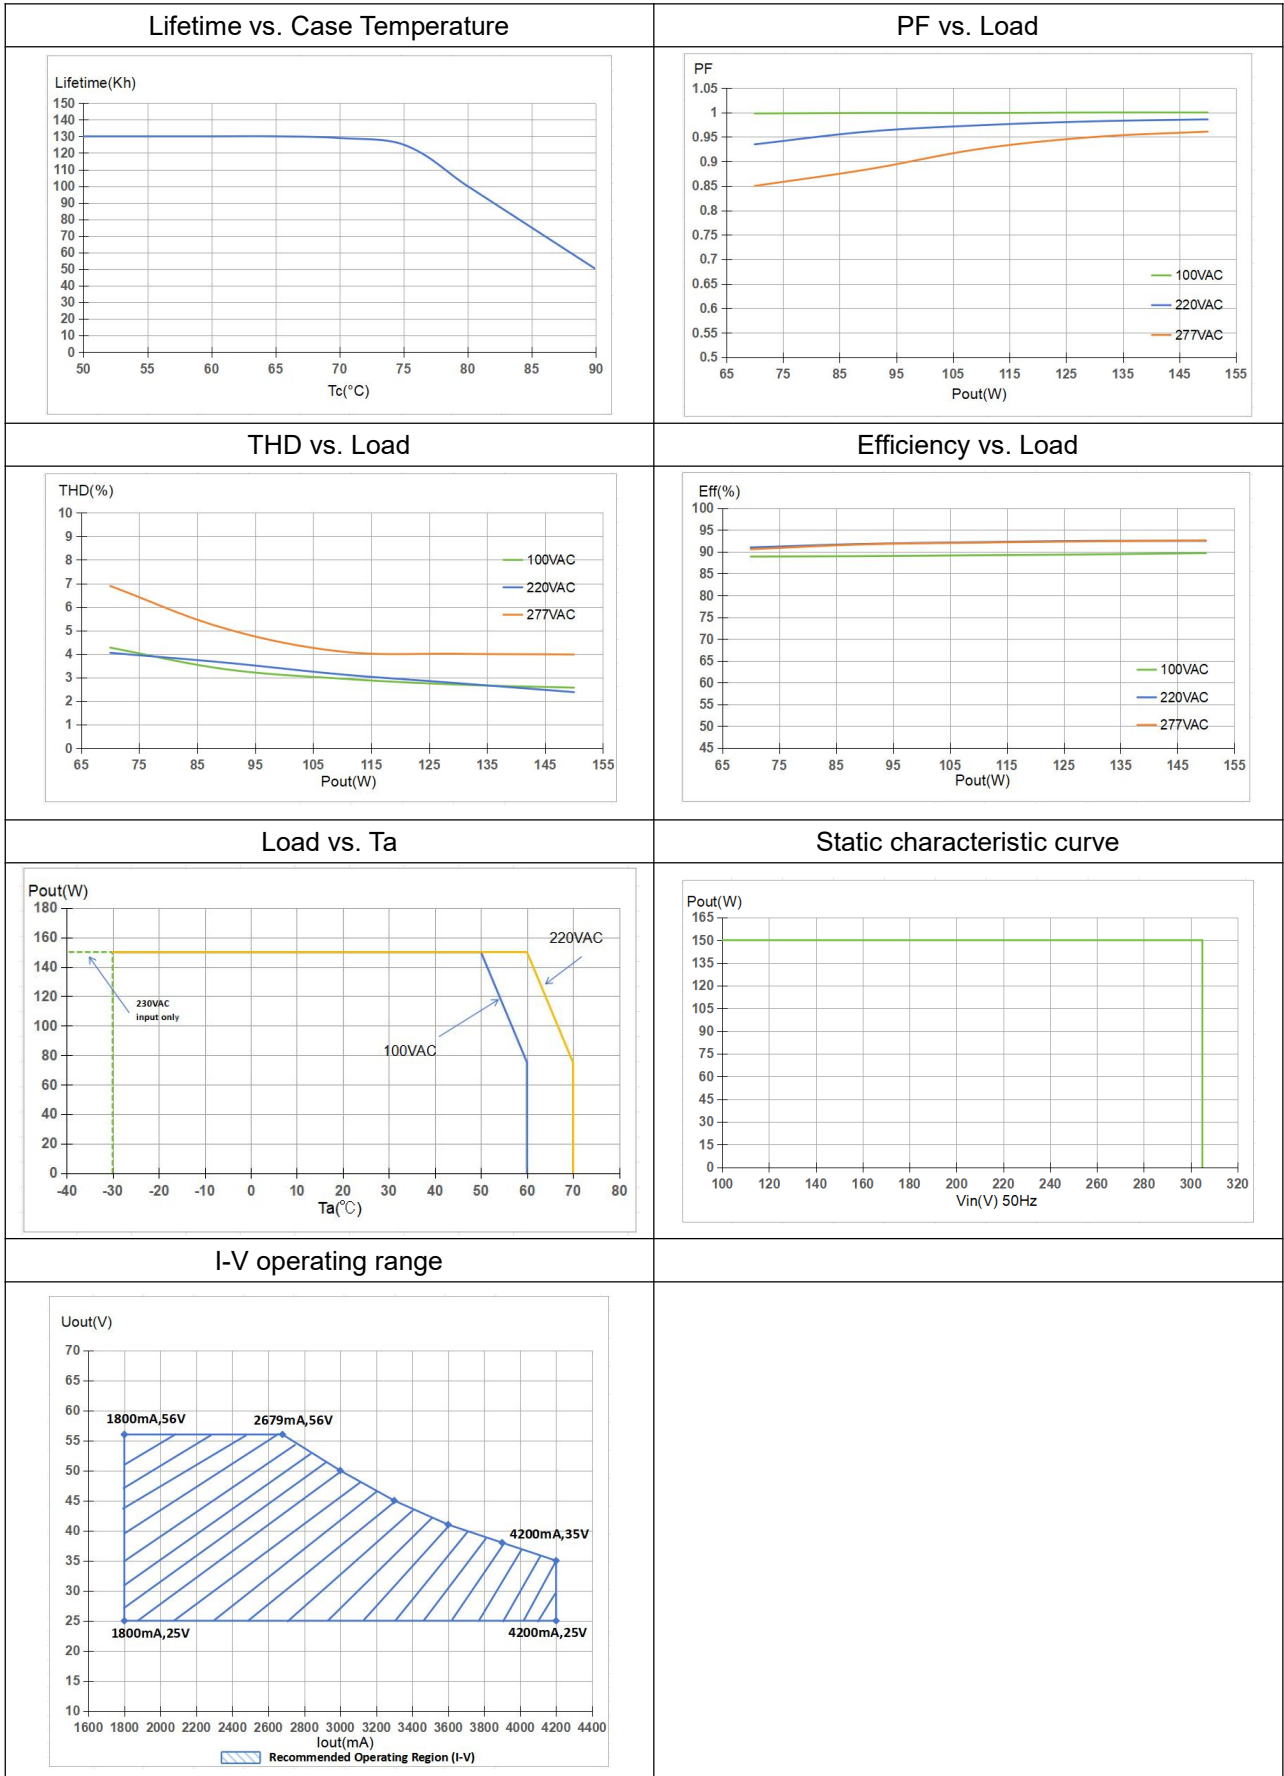 Lifetime vs. Case Temperature
PF vs. Load
Lifetime(Kh)
150
140
130
120
110
100
90
80
70
60
50
40
30
20
10
0
50 55 60 65 70 75 80 85 90
Tc(°C)
PF
1.05
1
0.95
0.9
0.85
0.8
0.75
0.7
0.65
0.6
0.55
0.5
100VAC
220VAC
277VAC
65 75 85 95 105 115 125 135 145 155
Pout(W)
THD vs. Load
Efficiency vs. Load
THD(%)
10
9
8
7
6
5
4
3
2
1
0
100VAC
220VAC
277VAC
65 75 85 95 105 115 125 135 145 155
Pout(W)
Eff(%)
100
95
90
85
80
75
70
65
60
55
50
45
100VAC
220VAC
277VAC
65 75 85 95 105 115 125 135 145 155
Pout(W)
Load vs. Ta
Static characteristic curve
Pout(W)
180
160
140
120
100
80
60
40
20
0
220VAC
230VAC
input only
100VAC
-40 -30 -20 -10 0 10 20 30 40 50 60 70 80
Ta(℃)
Pout(W)
165
150
135
120
105
90
75
60
45
30
15
0
100 120 140 160 180 200 220 240 260 280 300 320
Vin(V) 50Hz
I-V operating range
Uout(V)
70
65
60
55
50
45
40
35
30
25
20
15
10
1800mA,56V
2679mA,56V
4200mA,35V
1800mA,25V
4200mA,25V
1600 1800 2000 2200 2400 2600 2800 3000 3200 3400 3600 3800 4000 4200 4400
Iout(mA)
Recommended Operating Region (I-V)